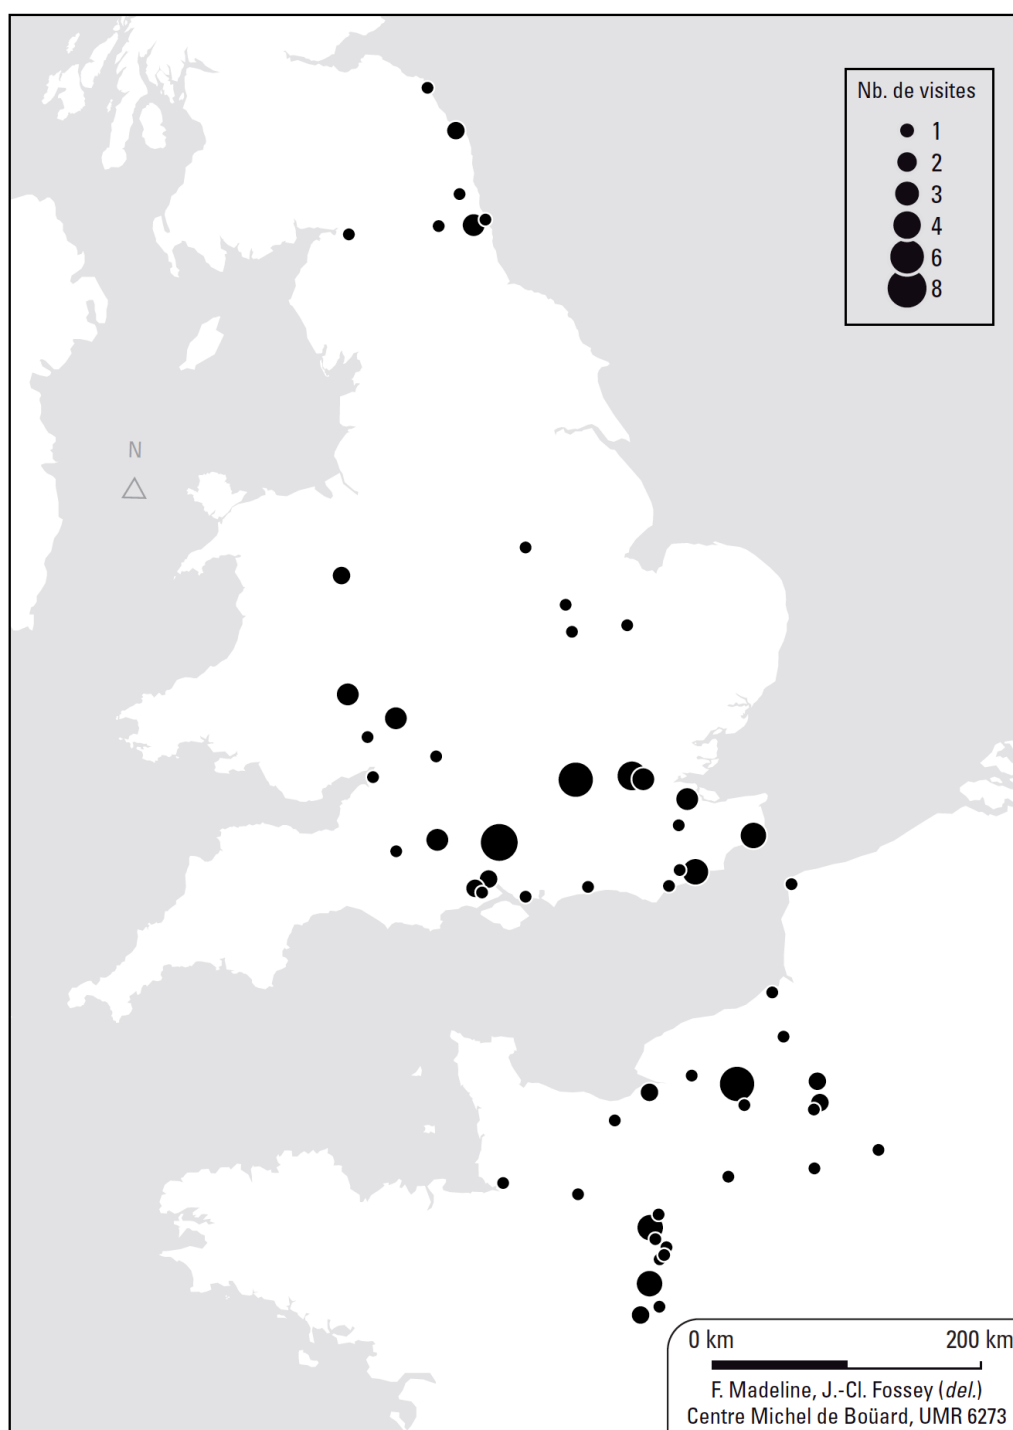 Nb. de visites
1
2
3
4
6
8
N
0 km 200 km
F. Madeline, J.-Cl. Fossey (del.)
Centre Michel de Boüard, UMR 6273